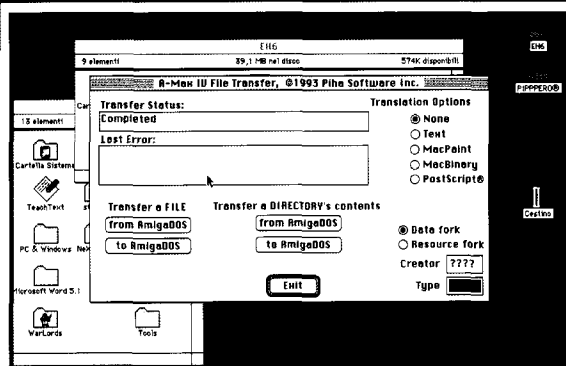 EH6
9 elementi 89,1 MB nel disco 574K disponibili
EH6
PIPPPERO®
A-Max IV File Transfer, ©1993 Piha Software Inc.
Transfer Status:
Completed
Translation Options
None
Text
MacPaint
MacBinary
PostScript®
Last Error:
13 elementi
Cartella Sistema
TeachText
PC & Windows
Microsoft Word 5.1
WarLords
Tools
Cestino
Transfer a FILE
from AmigaDOS
to AmigaDOS
Transfer a DIRECTORY's contents
from AmigaDOS
to AmigaDOS
Data fork
Resource fork
Creator ????
Type
Exit